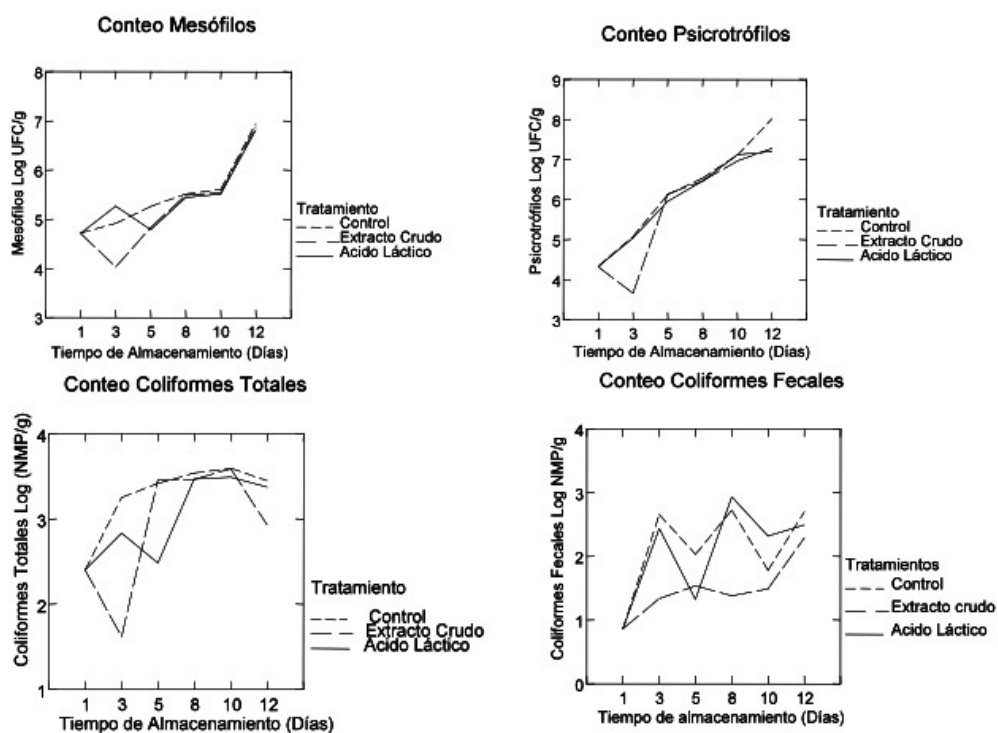 Conteo Mesófilos
Mesófilos Log UFC/g
8
7
6
5
4
3
1 3 5 8 10 12
Tiempo de Almacenamiento (Días)
Tratamiento
Control
Extracto Crudo
Acido Láctico
Conteo Psicrotrófilos
Psicrotrófilos Log UFC/g
9
8
7
6
5
4
3
1 3 5 8 10 12
Tiempo de Almacenamiento (Días)
Tratamiento
Control
Extracto Crudo
Acido Láctico
Conteo Coliformes Totales
Coliformes Totales Log (NMP/g)
4
3
2
1
1 3 5 8 10 12
Tiempo de Almacenamiento (Días)
Tratamiento
Control
Extracto Crudo
Acido Láctico
Conteo Coliformes Fecales
Coliformes Fecales Log NMP/g
4
3
2
1
0
1 3 5 8 10 12
Tiempo de almacenamiento (Días)
Tratamientos
Control
Extracto crudo
Acido Láctico